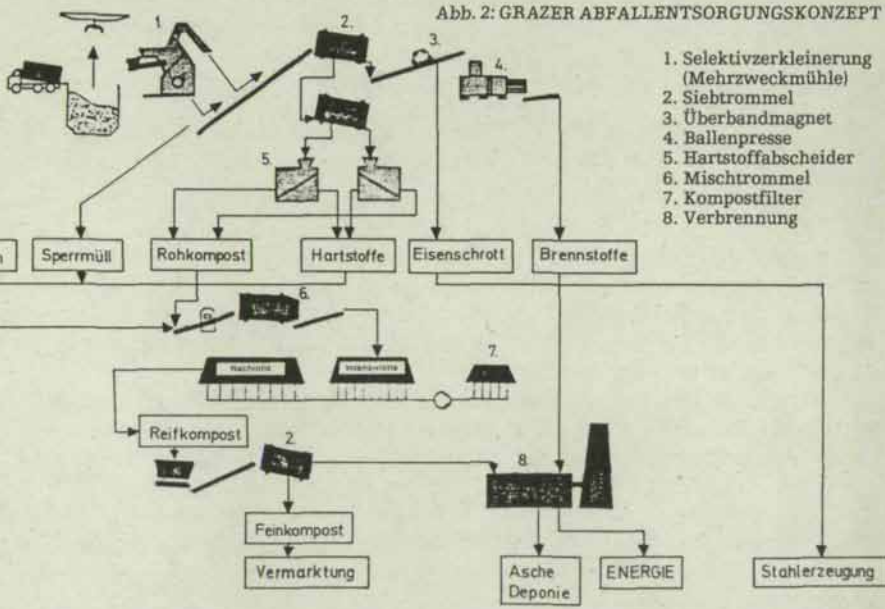 Abb. 2: GRAZER ABFALLENTSORGUNGSKONZEPT
1. Selektivzerkleinerung
(Mehrzweckmühle)
2. Siebtrommel
3. Überbandmagnet
4. Ballenpresse
5. Hartstoffabscheider
6. Mischtrommel
7. Kompostfilter
8. Verbrennung
1.
2.
3.
4.
5.
Sperrmüll
Rohkompost
Hartstoffe
Eisenschrott
Brennstoffe
6.
7.
Reifkompost
2.
8.
Feinkompost
Vermarktung
Asche
Deponie
ENERGIE
Stahlerzeugung